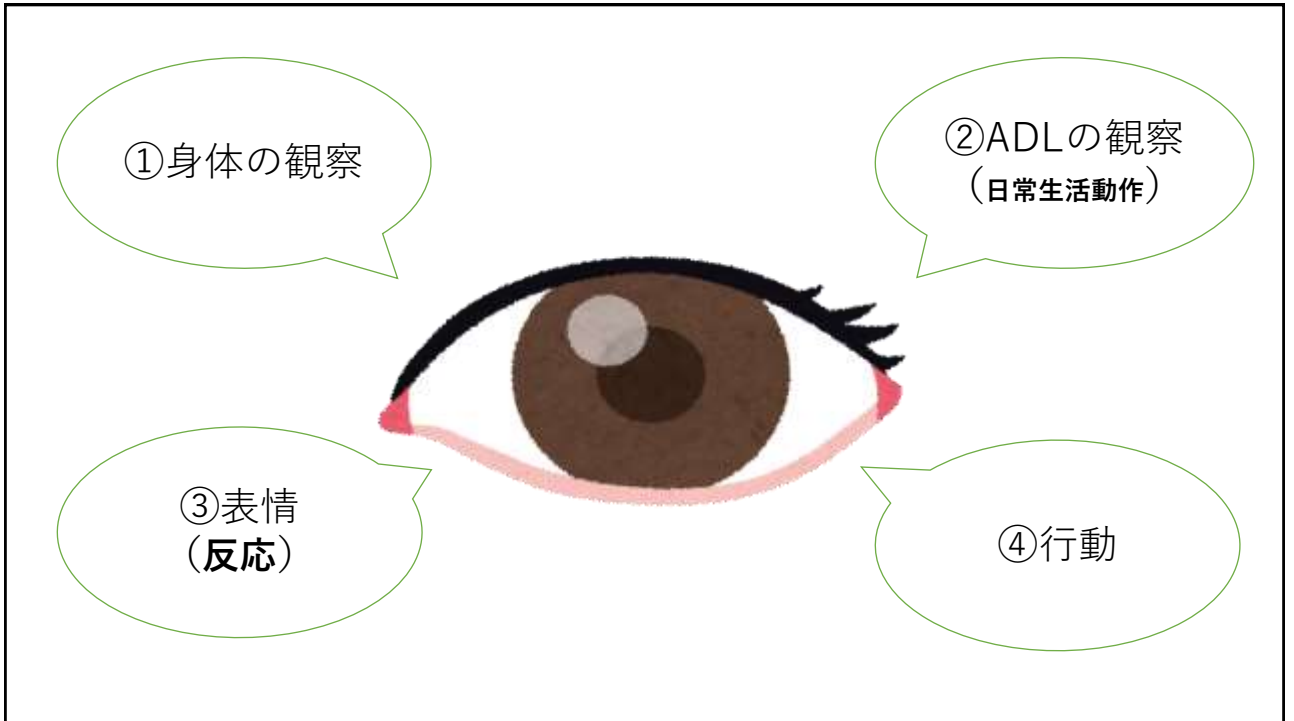 ①身体の観察
②ADLの観察
（日常生活動作）
③表情
（反応）
④行動